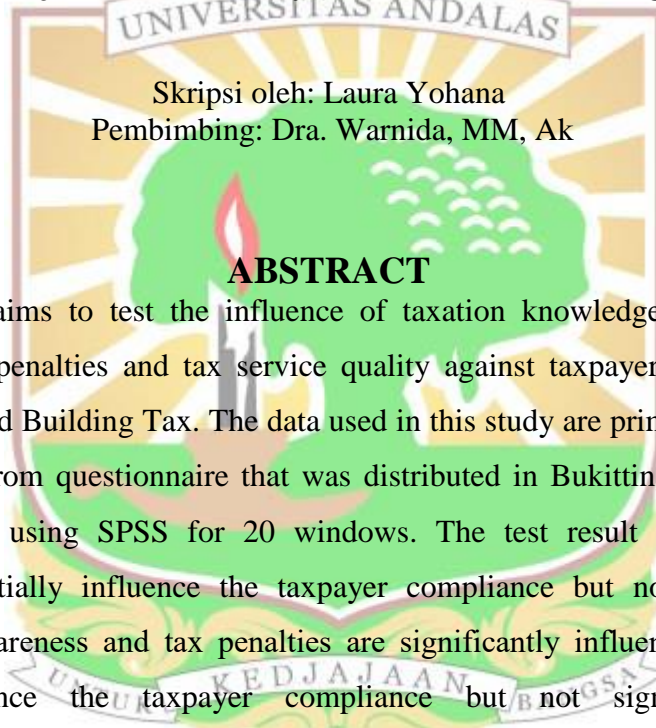 UNIVERSITAS ANDALAS
Skripsi oleh: Laura Yohana
Pembimbing: Dra. Warnida, MM, Ak
ABSTRACT
aims to test the influence of taxation knowledge
penalties and tax service quality against taxpayer
d Building Tax. The data used in this study are prim
rom questionnaire that was distributed in Bukittin
using SPSS for 20 windows. The test result
tially influence the taxpayer compliance but no
areness and tax penalties are significantly influen
nce the taxpayer compliance but not sign
UNTUK KEDJAJAAN BANGSA